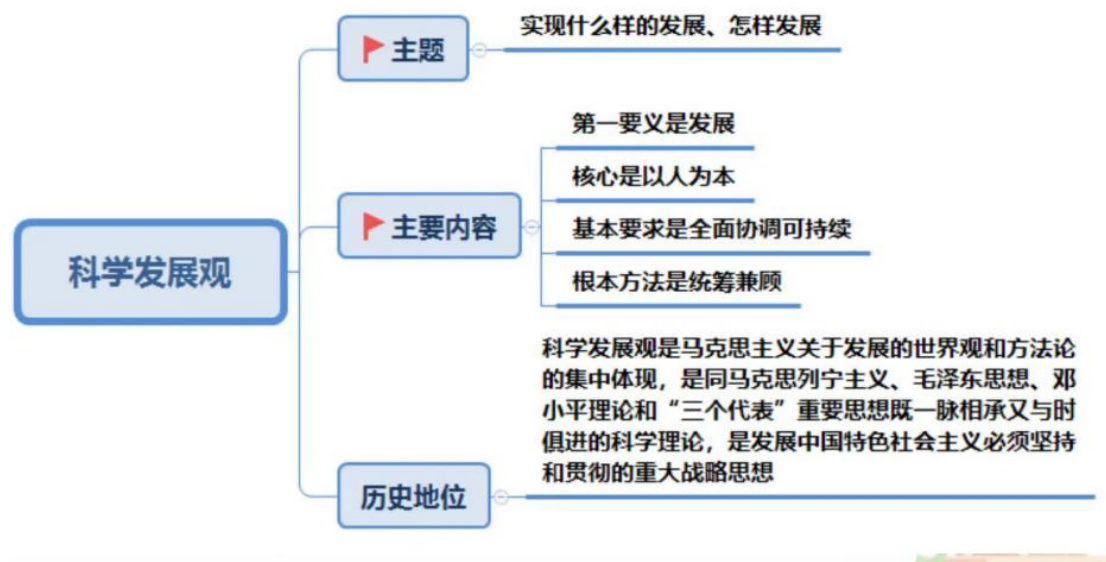 实现什么样的发展、怎样发展
主题
第一要义是发展
核心是以人为本
主要内容
基本要求是全面协调可持续
科学发展观
根本方法是统筹兼顾
科学发展观是马克思主义关于发展的世界观和方法论
的集中体现，是同马克思列宁主义、毛泽东思想、邓
小平理论和“三个代表”重要思想既一脉相承又与时
俱进的科学理论，是发展中国特色社会主义必须坚持
和贯彻的重大战略思想
历史地位